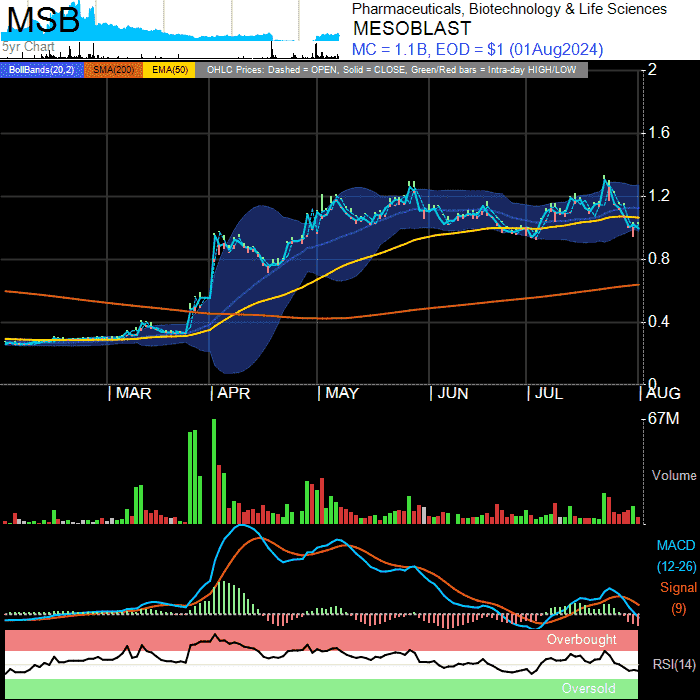 MSB
5yr Chart
Pharmaceuticals, Biotechnology & Life Sciences
MESOBLAST
MC = 1.1B, EOD = $1 (01Aug2024)
BollBands(20,2) SMA(200) EMA(50) OHLC Prices: Dashed = OPEN, Solid = CLOSE, Green/Red bars = Intra-day HIGH/LOW
2
1.6
1.2
0.8
0.4
0
MAR APR MAY JUN JUL AUG
67M
Volume
MACD
(12-26)
Signal
(9)
Overbought
RSI(14)
Oversold